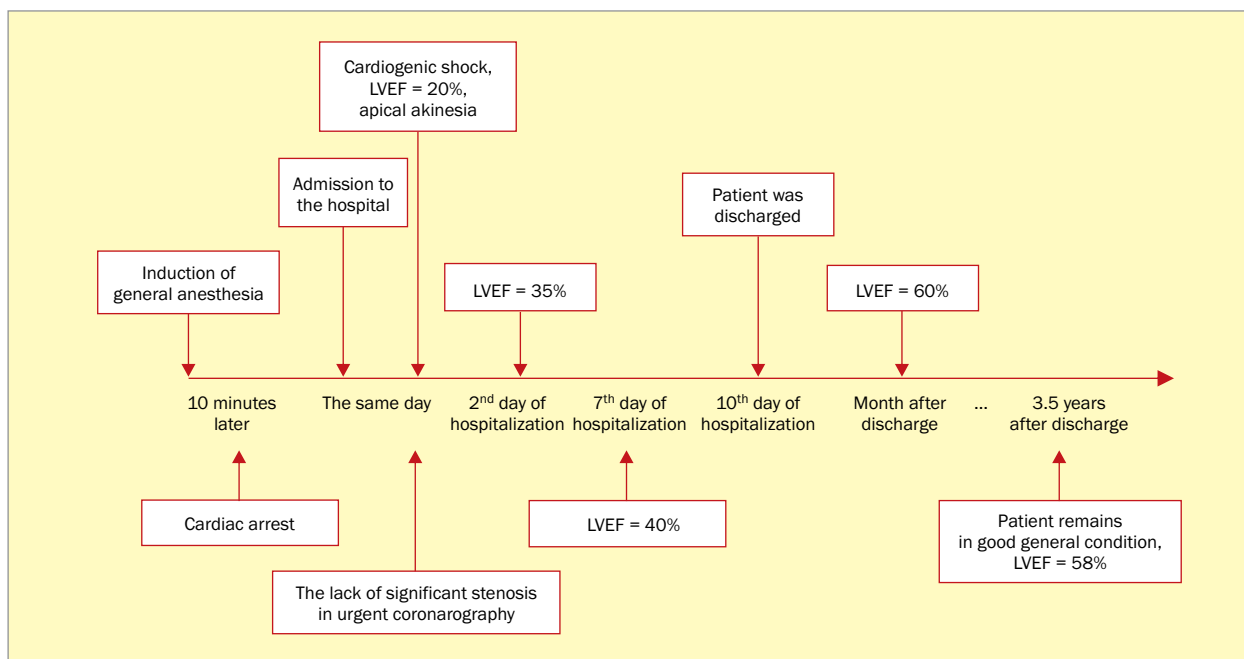 Cardiogenic shock,
LVEF = 20%,
apical akinesia
Admission to
the hospital
Patient was
discharged
Induction of
general anesthesia
LVEF = 35%
LVEF = 60%
10 minutes
later
The same day
2nd day of
hospitalization
7th day of
hospitalization
10th day of
hospitalization
Month after
discharge
...
3.5 years
after discharge
Cardiac arrest
LVEF = 40%
Patient remains
in good general condition,
LVEF = 58%
The lack of significant stenosis
in urgent coronarography